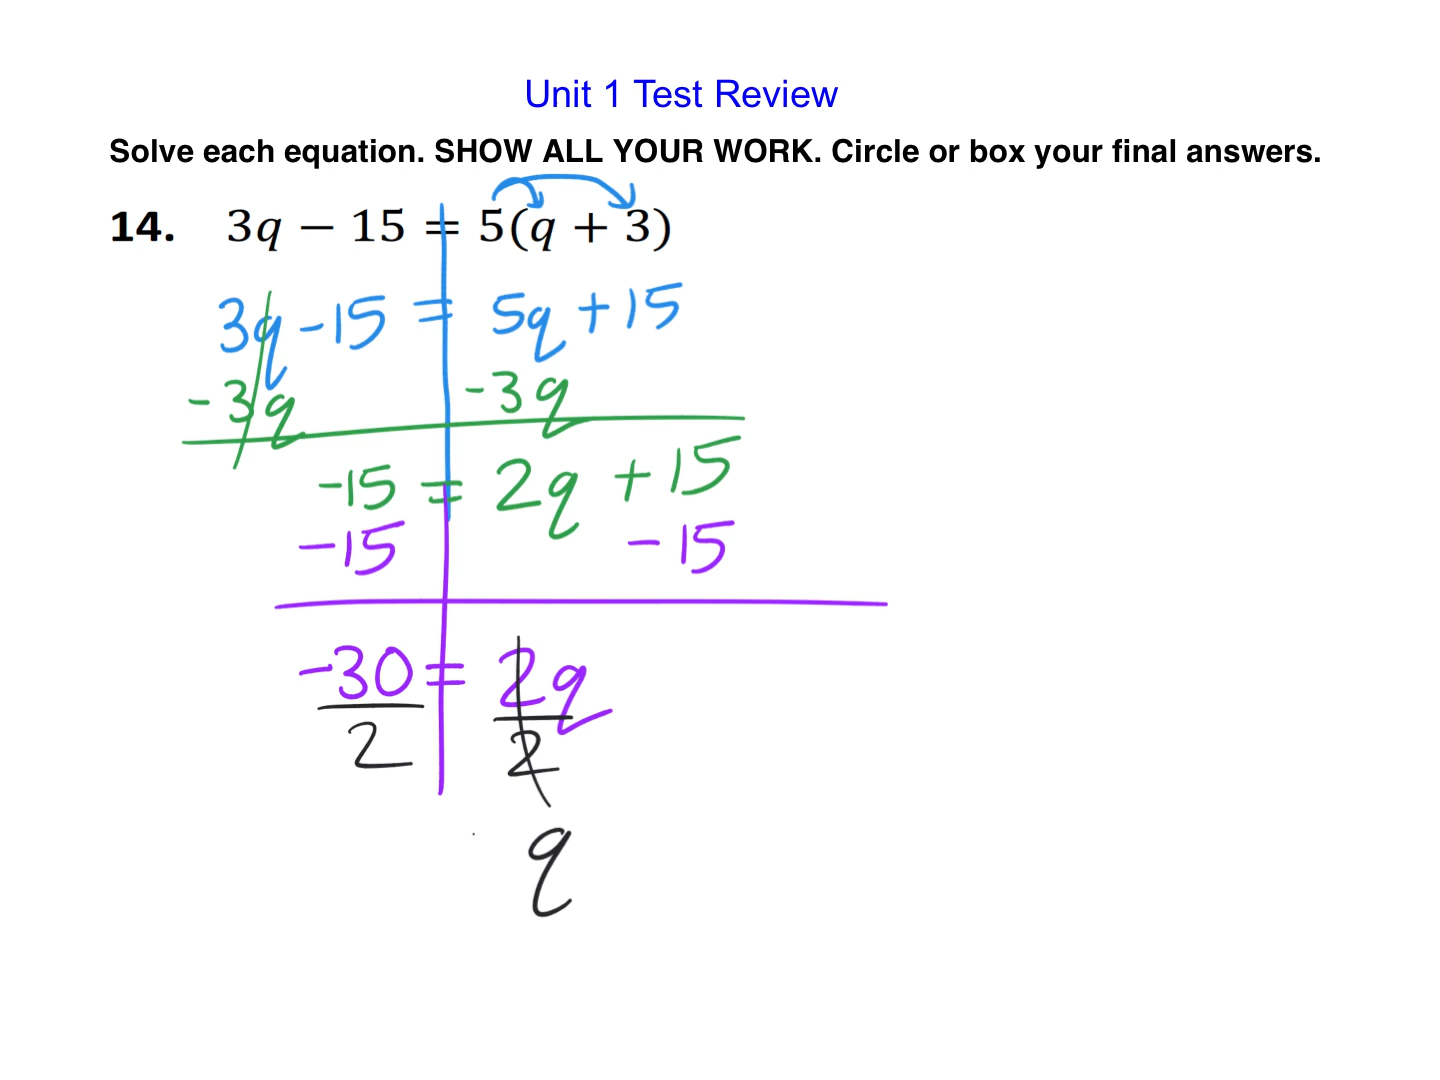 Unit 1 Test Review
Solve each equation. SHOW ALL YOUR WORK. Circle or box your final answers.
14. 3q − 15 = 5(q + 3)
3q - 15 = 5q + 15
- 3q - 3q
-15 = 2q + 15
-15 - 15
-30 = 2q
2 2
q